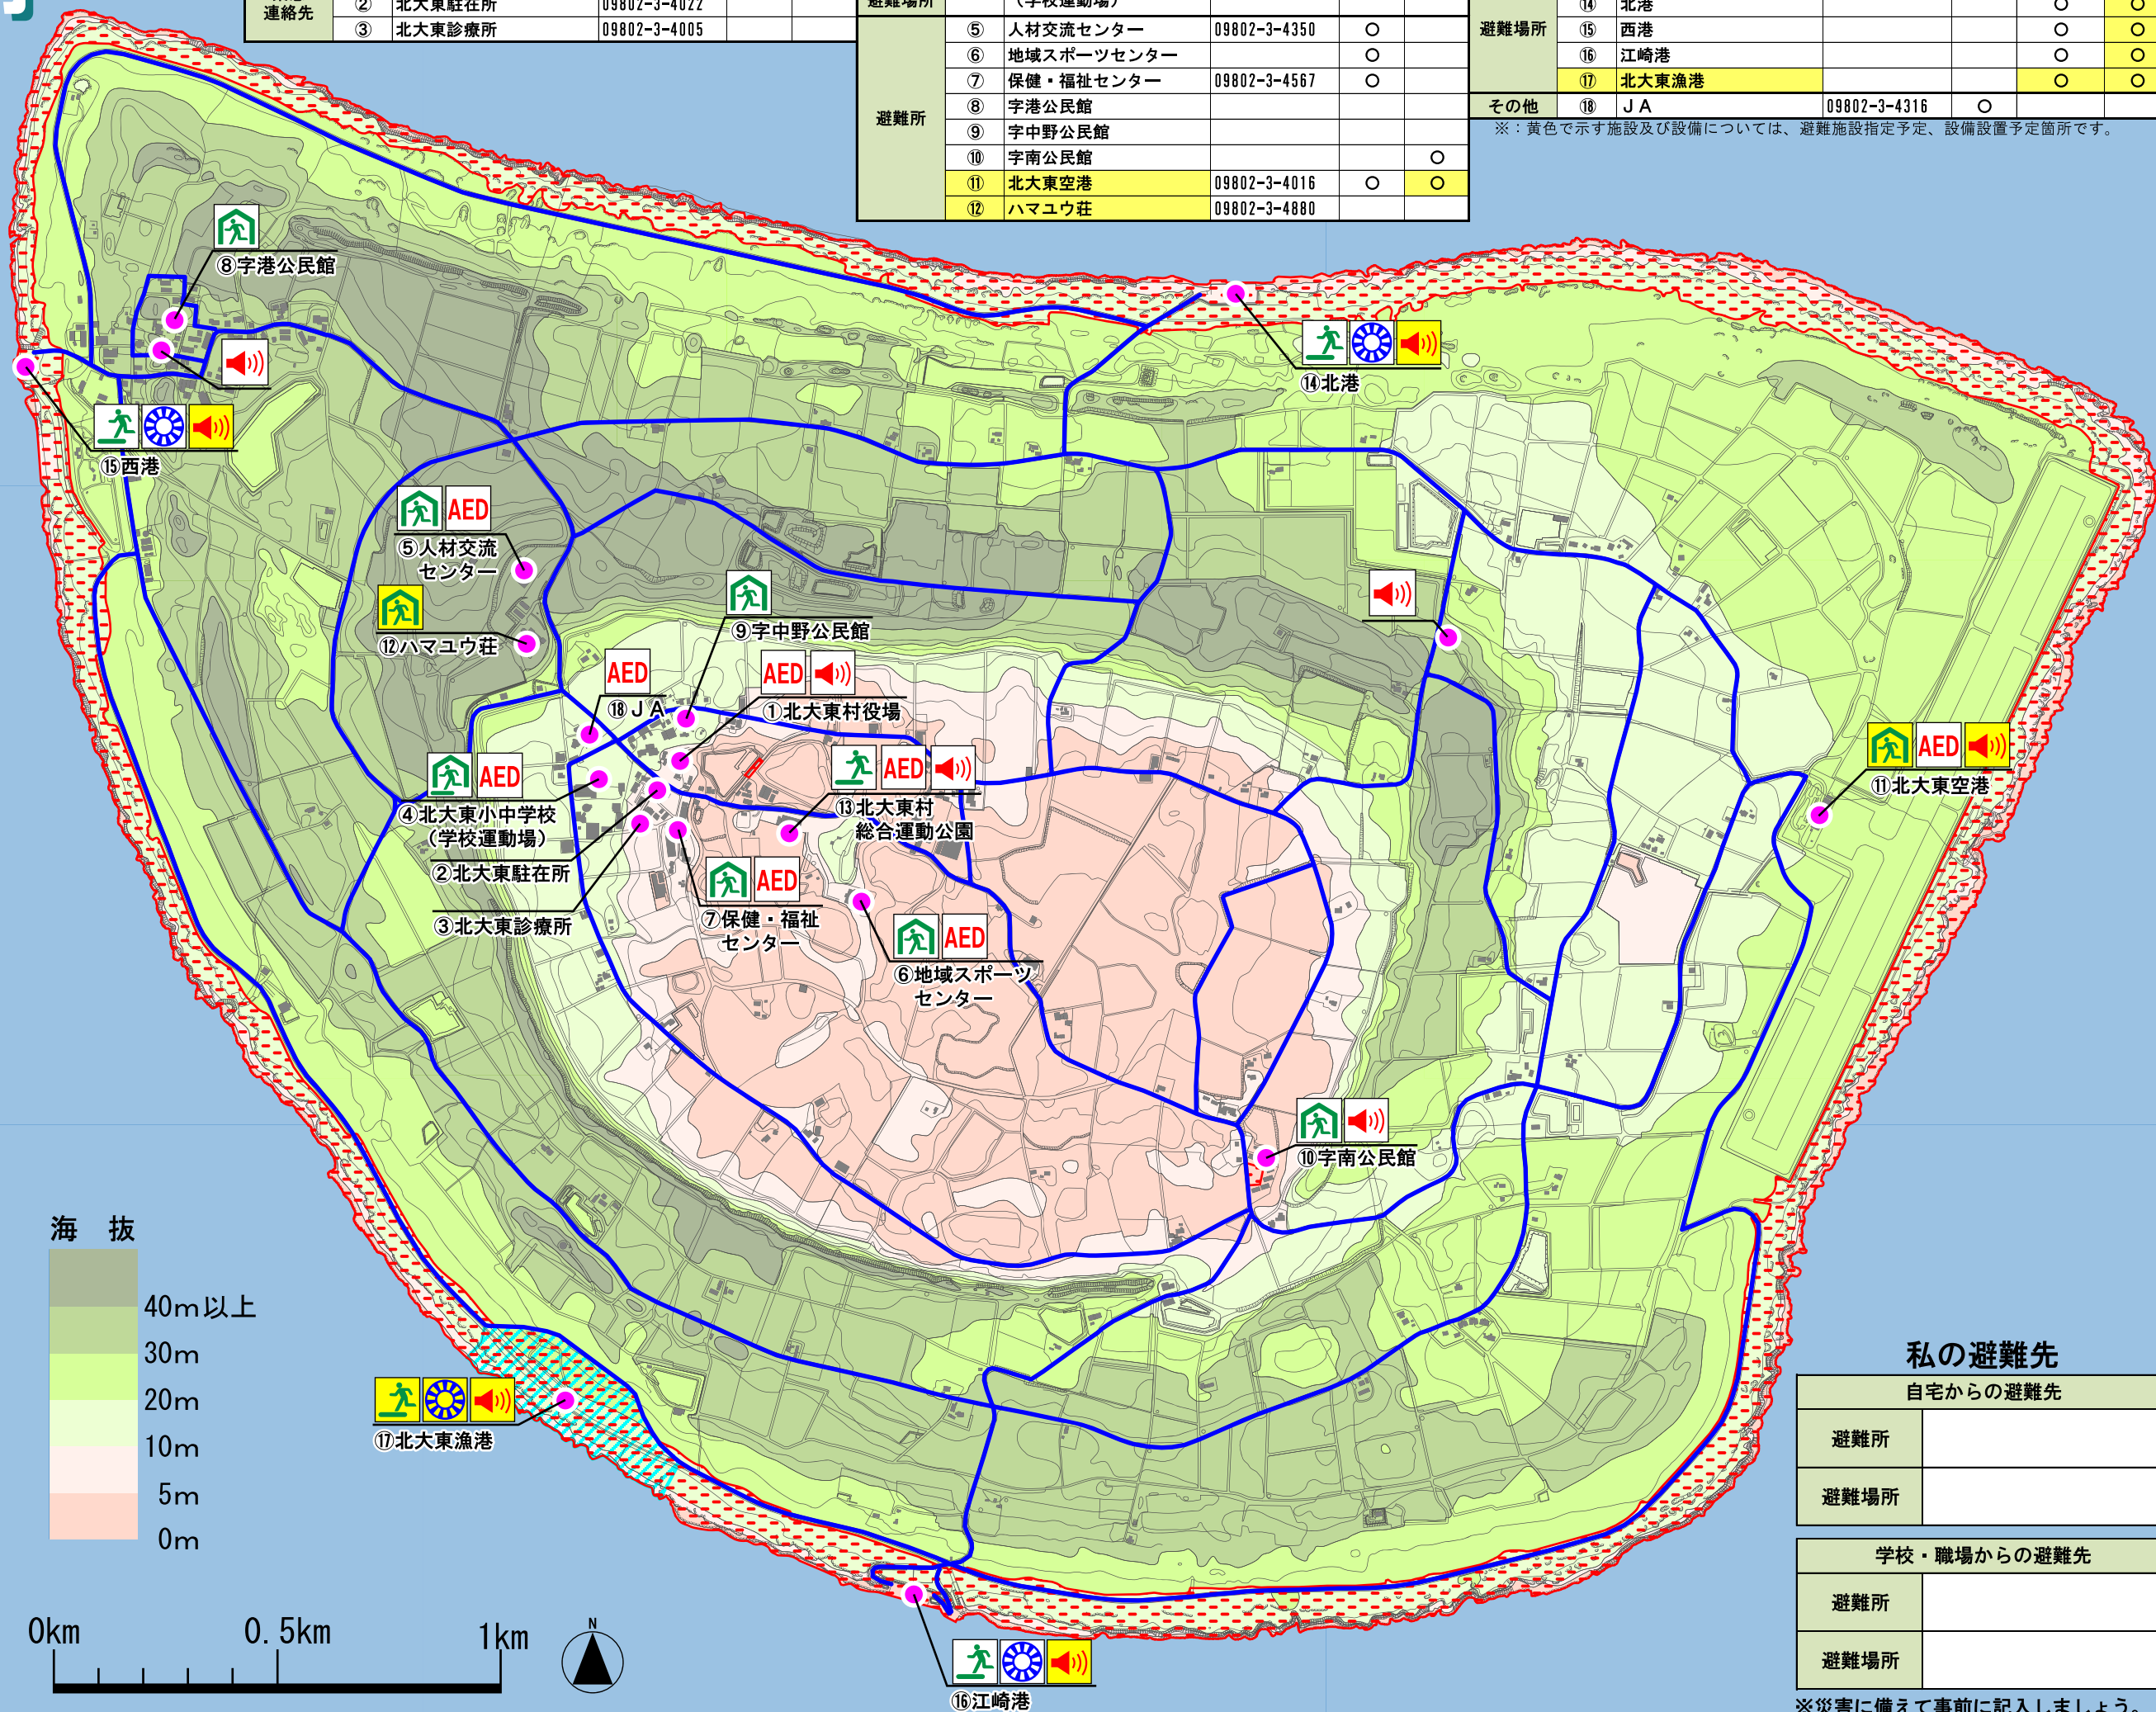 連絡先
② 北大東駐在所 09802-3-4022
③ 北大東診療所 09802-3-4005
避難場所 (学校運動場)
避難所
⑤ 人材交流センター 09802-3-4350 ○
⑥ 地域スポーツセンター ○
⑦ 保健・福祉センター 09802-3-4567 ○
⑧ 字港公民館
⑨ 字中野公民館
⑩ 字南公民館 ○
⑪ 北大東空港 09802-3-4016 ○ ○
⑫ ハマユウ荘 09802-3-4880
避難場所
⑭ 北港 ○ ○
⑮ 西港 ○ ○
⑯ 江崎港 ○ ○
⑰ 北大東漁港 ○ ○
その他 ⑱ JA 09802-3-4316 ○
※:黄色で示す施設及び設備については、避難施設指定予定、設備設置予定箇所です。
⑧字港公民館
⑭北港
⑮西港
AED
⑤人材交流
センター
⑫ハマユウ荘
⑨字中野公民館
AED
⑱JA
AED
①北大東村役場
AED
⑬北大東村
総合運動公園
AED
④北大東小中学校
(学校運動場)
②北大東駐在所
③北大東診療所
AED
⑦保健・福祉
センター
AED
⑥地域スポーツ
センター
AED
⑪北大東空港
⑩字南公民館
⑰北大東漁港
⑯江崎港
海 抜
40m以上
30m
20m
10m
5m
0m
0km 0.5km 1km
N
私の避難先
自宅からの避難先
避難所
避難場所
学校・職場からの避難先
避難所
避難場所
※災害に備えて事前に記入しましょう。